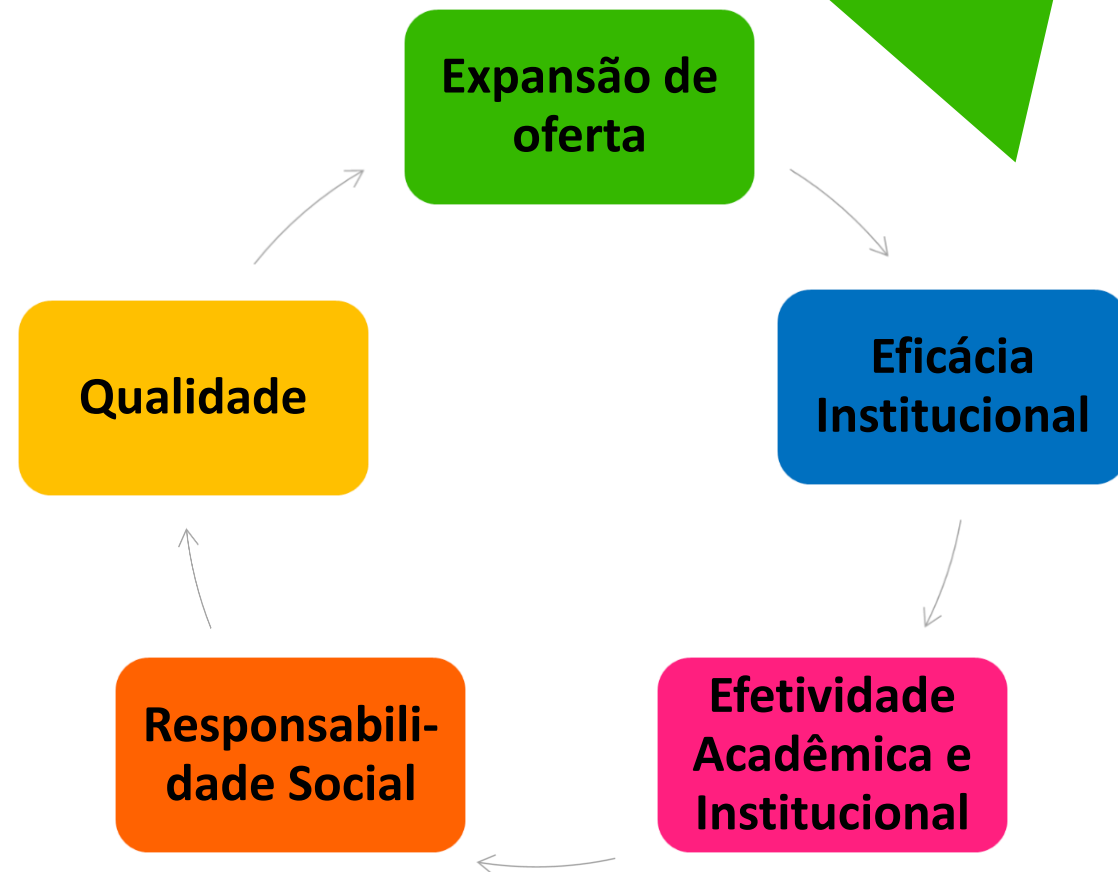 Expansão de
oferta
Eficácia
Institucional
Efetividade
Acadêmica e
Institucional
Responsabili-
dade Social
Qualidade